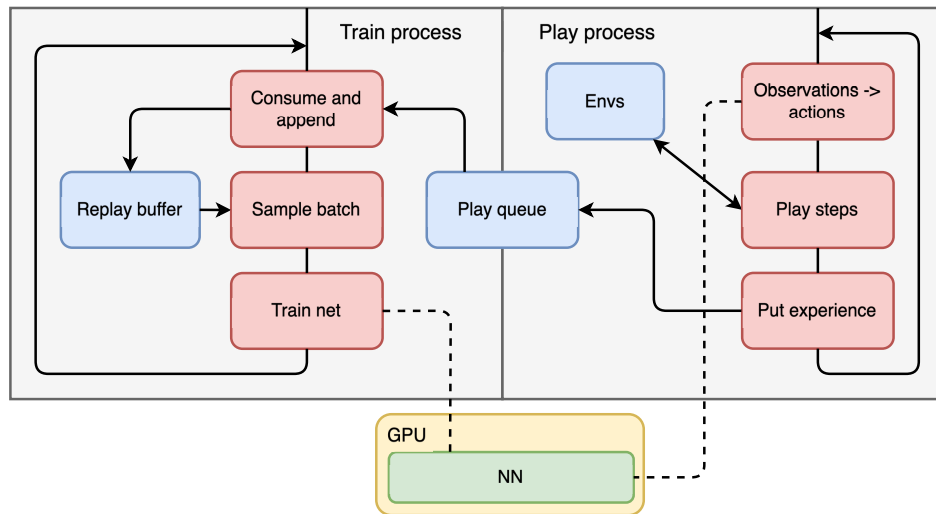 Train process
Play process
Consume and
append
Envs
Observations ->
actions
Replay buffer
Sample batch
Play queue
Play steps
Train net
Put experience
GPU
NN